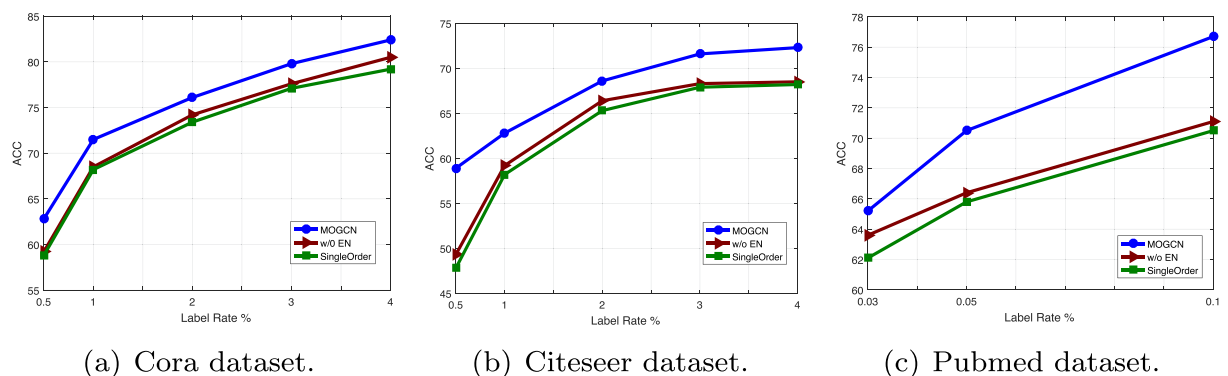 85
80
75
70
65
60
55
0.5 1 2 3 4
ACC
Label Rate %
MOGCN
w/0 EN
SingleOrder
(a) Cora dataset.
75
70
65
60
55
50
45
0.5 1 2 3 4
ACC
Label Rate %
MOGCN
w/o EN
SingleOrder
(b) Citeseer dataset.
78
76
74
72
70
68
66
64
62
60
0.03 0.05 0.1
ACC
Label Rate %
MOGCN
w/o EN
SingleOrder
(c) Pubmed dataset.